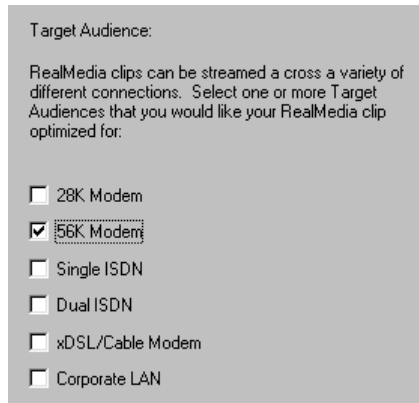 Target Audience:
RealMedia clips can be streamed a cross a variety of
different connections.  Select one or more Target
Audiences that you would like your RealMedia clip
optimized for:
28K Modem
56K Modem
Single ISDN
Dual ISDN
xDSL/Cable Modem
Corporate LAN